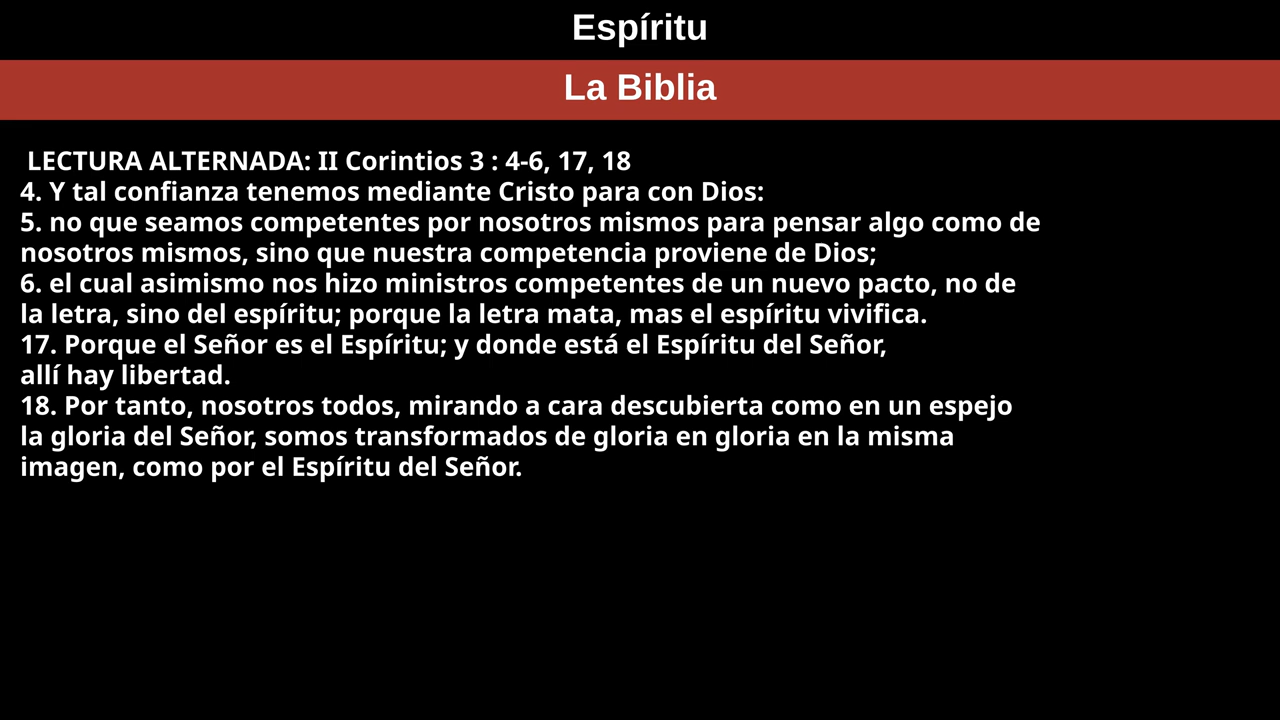 Espíritu
La Biblia
LECTURA ALTERNADA: II Corintios 3 : 4-6, 17, 18
4. Y tal confianza tenemos mediante Cristo para con Dios:
5. no que seamos competentes por nosotros mismos para pensar algo como de
nosotros mismos, sino que nuestra competencia proviene de Dios;
6. el cual asimismo nos hizo ministros competentes de un nuevo pacto, no de
la letra, sino del espíritu; porque la letra mata, mas el espíritu vivifica.
17. Porque el Señor es el Espíritu; y donde está el Espíritu del Señor,
allí hay libertad.
18. Por tanto, nosotros todos, mirando a cara descubierta como en un espejo
la gloria del Señor, somos transformados de gloria en gloria en la misma
imagen, como por el Espíritu del Señor.